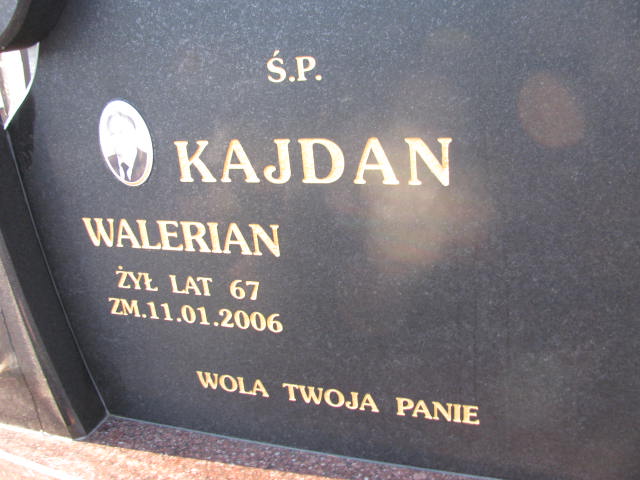 Ś.P.
KAJDAN
WALERIAN
ŻYŁ LAT 67
ZM.11.01.2006
WOLA TWOJA PANIE